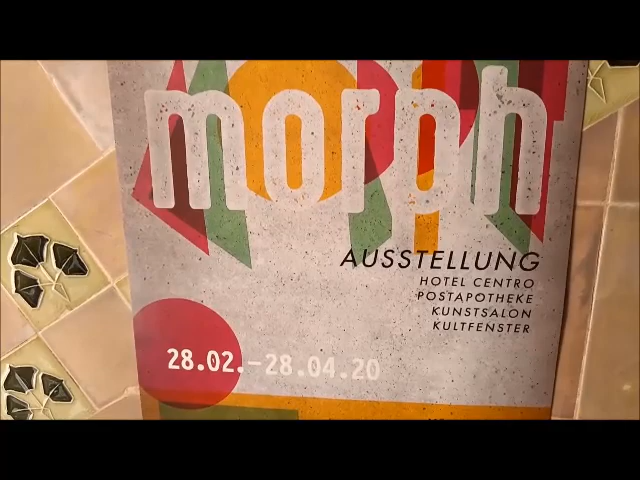 morph
AUSSTELLUNG
HOTEL CENTRO
POSTAPOTHEKE
KUNSTSALON
KULTFENSTER
28.02.–28.04.20